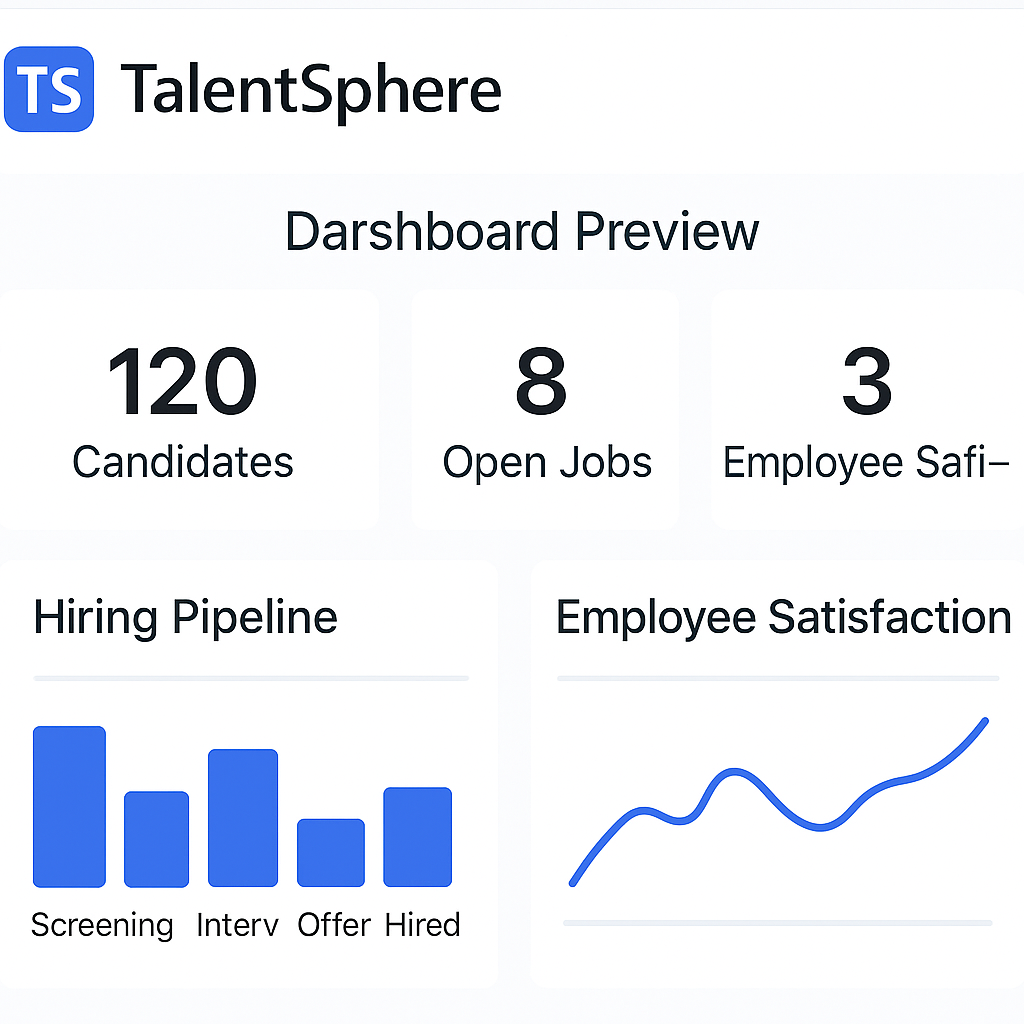 TS TalentSphere
Darshboard Preview
120
Candidates
8
Open Jobs
3
Employee Safi–
Hiring Pipeline
Screening Interv Offer Hired
Employee Satisfaction